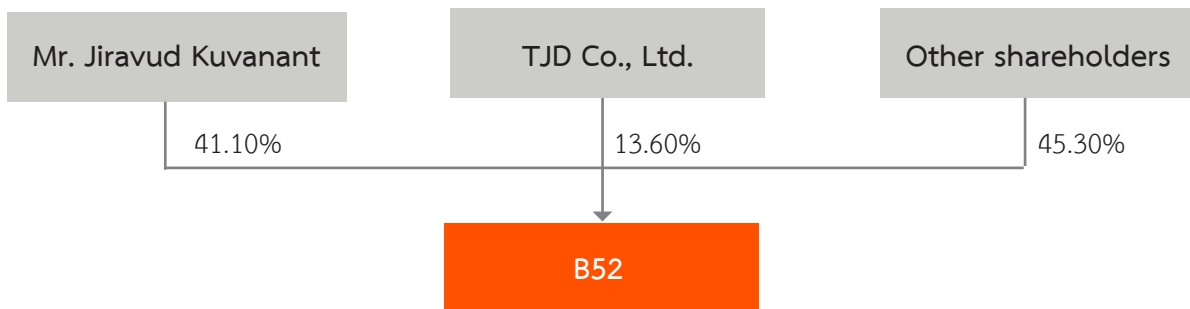 Mr. Jiravud Kuvanant
TJD Co., Ltd.
Other shareholders
41.10%
13.60%
45.30%
B52